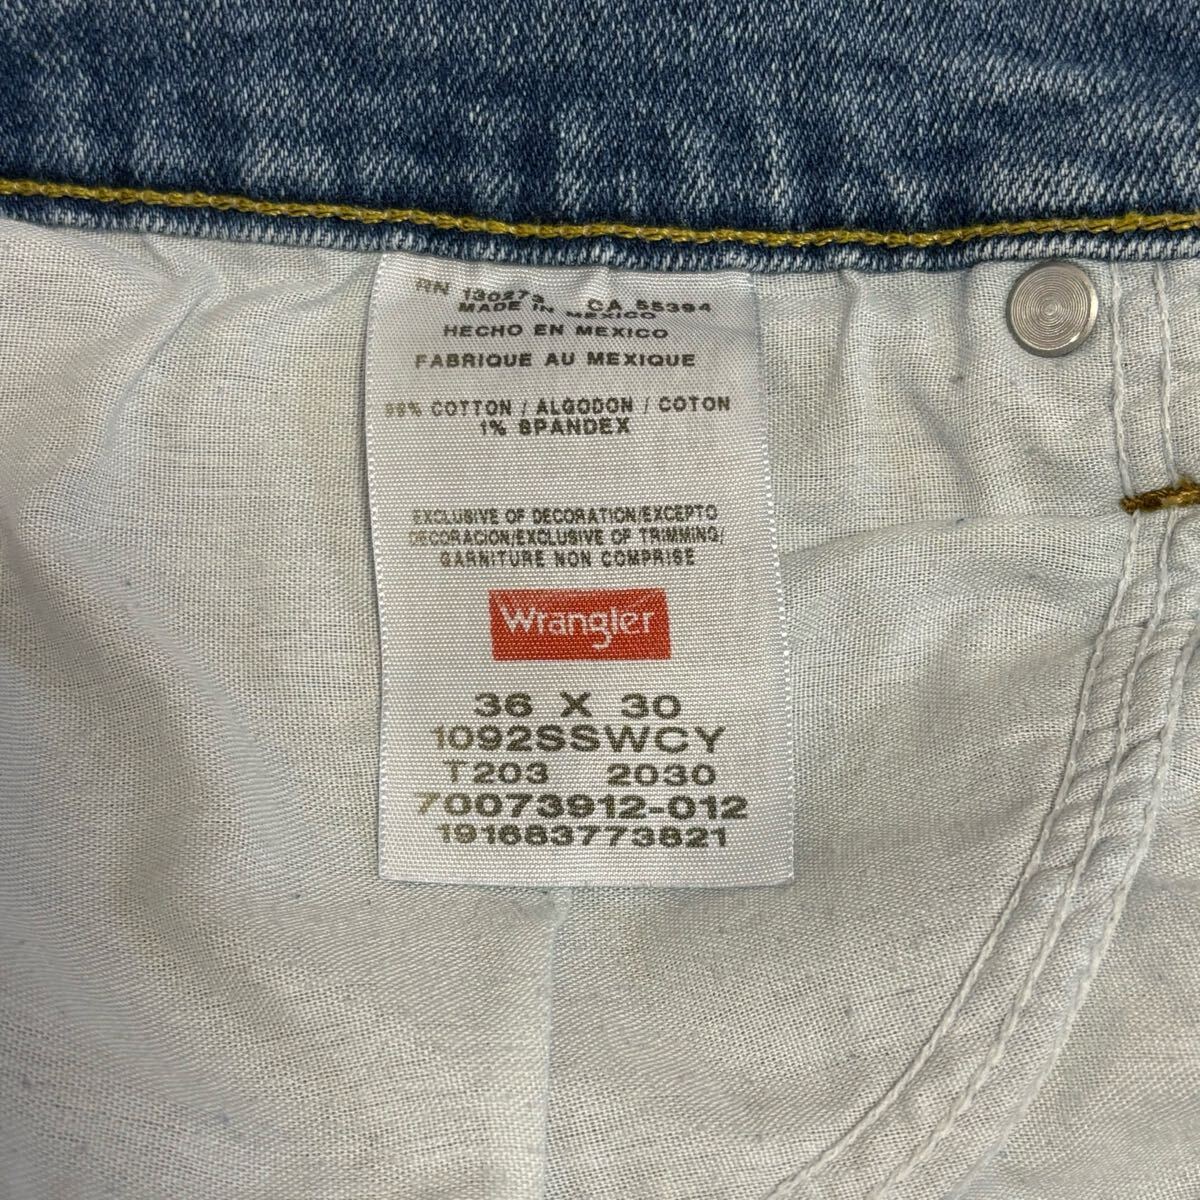 RN 130273 CA 55394
MADE IN MEXICO
HECHO EN MEXICO
FABRIQUE AU MEXIQUE
COTTON / ALGODON / COTON
1% SPANDEX
EXCLUSIVE OF DECORATION/EXCEPTO
DECORACION/EXCLUSIVE OF TRIMMING/
GARNITURE NON COMPRISE
Wrangler
36 X 30
1092SSWCY
T203 2030
70073912-012
191683773821